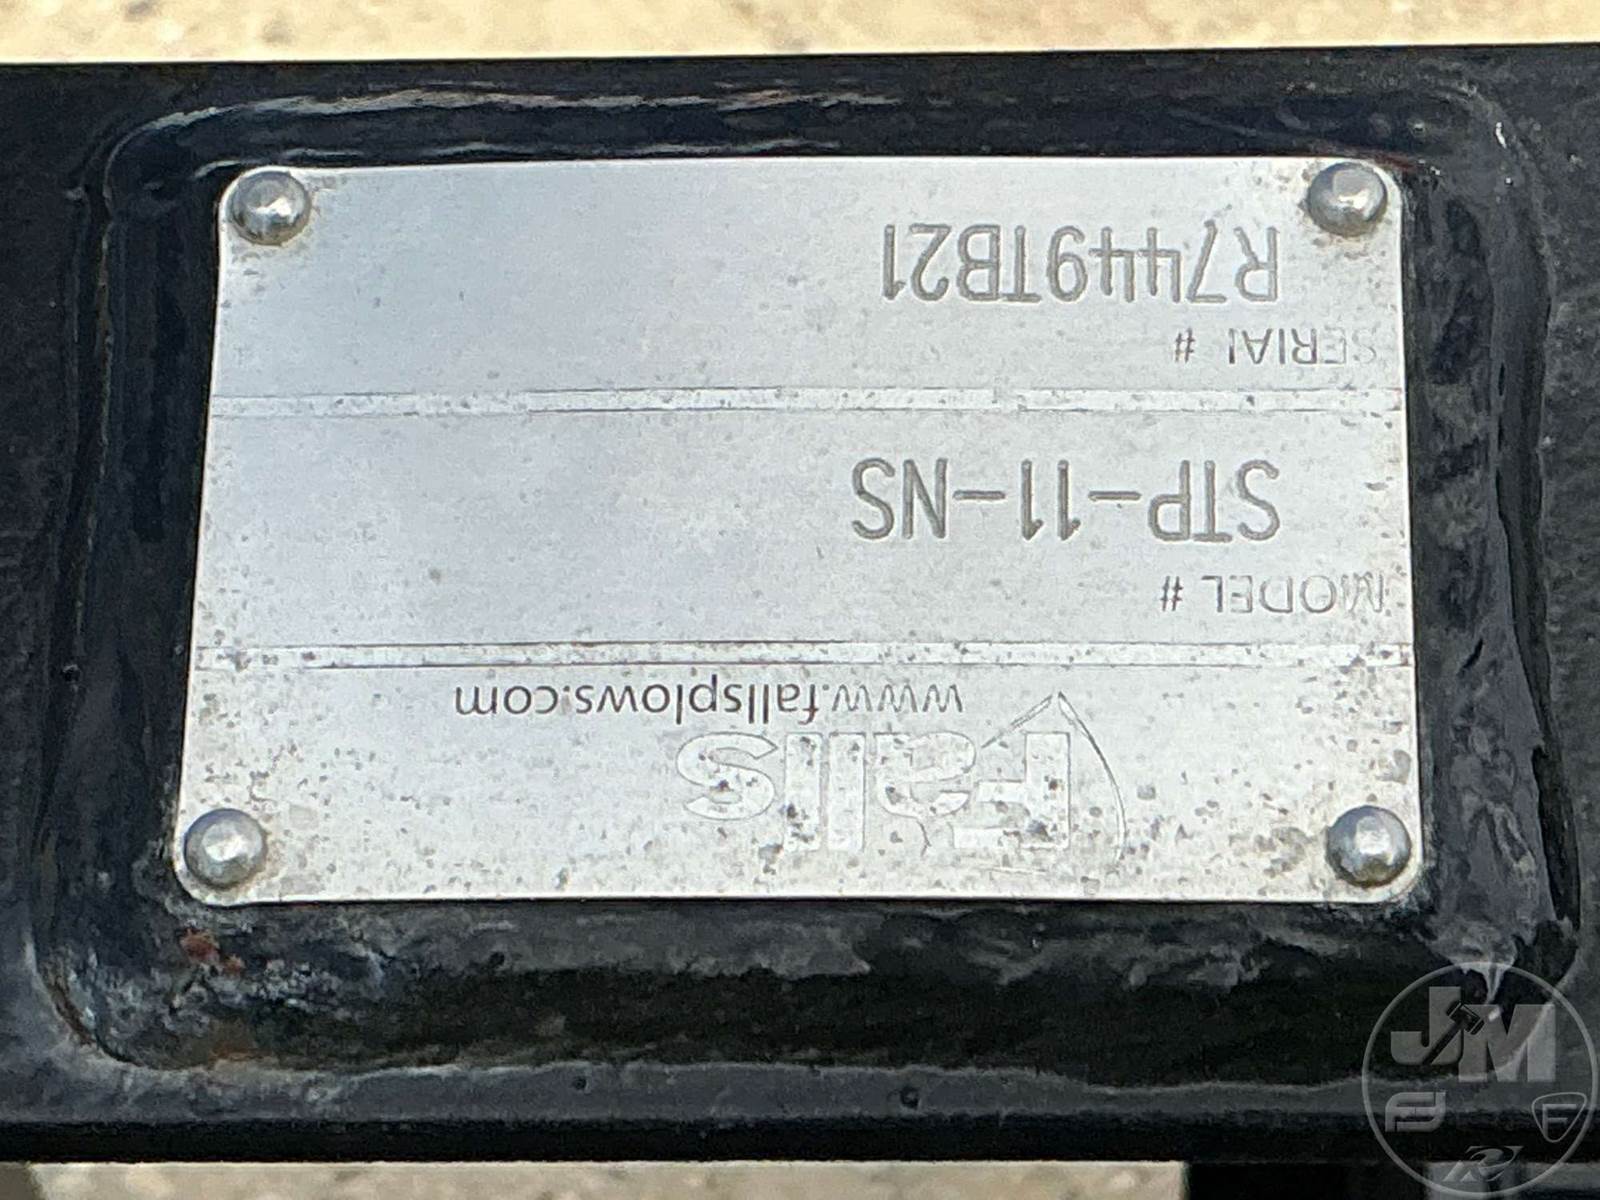 Falls
www.fallsplows.com
MODEL #
STP-11-NS
SERIAL #
R7449TB21
JM